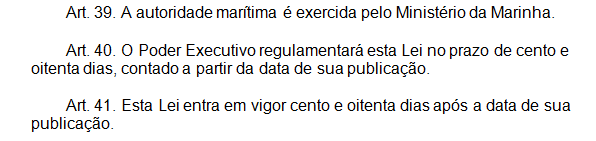 Art. 39. A autoridade marítima é exercida pelo Ministério da Marinha.
Art. 40. O Poder Executivo regulamentará esta Lei no prazo de cento e
oitenta dias, contado a partir da data de sua publicação.
Art. 41. Esta Lei entra em vigor cento e oitenta dias após a data de sua
publicação.